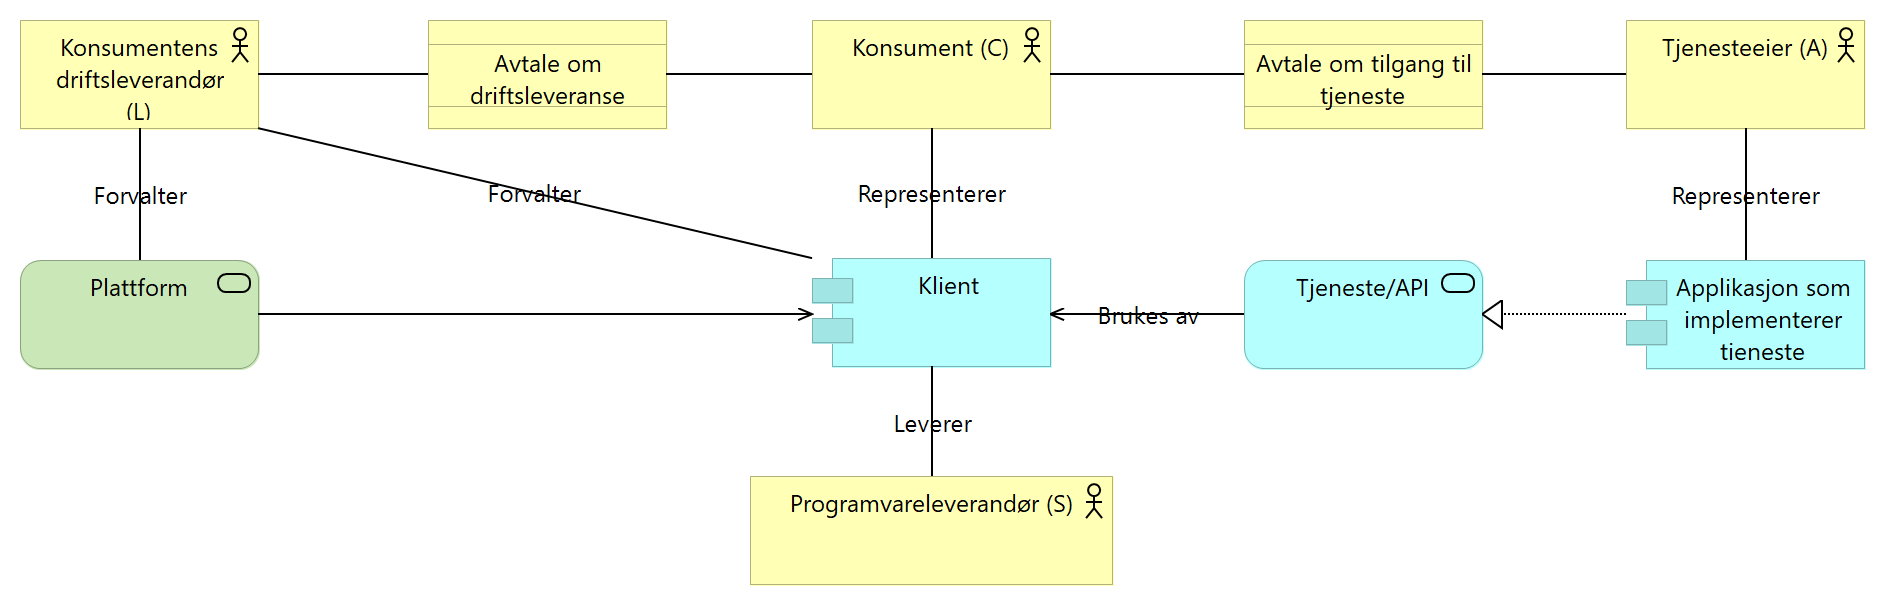 Konsumentens
driftsleverandør
(L)
Avtale om
driftsleveranse
Konsument (C)
Avtale om tilgang til
tjeneste
Tjenesteeier (A)
Forvalter
Forvalter
Representerer
Representerer
Plattform
Klient
Brukes av
Tjeneste/API
Applikasjon som
implementerer
tjeneste
Leverer
Programvareleverandør (S)